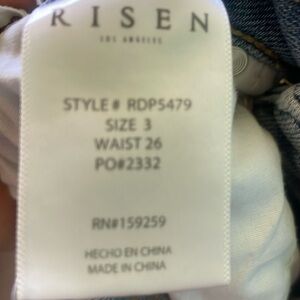 RISEN
LOS ANGELES
STYLE# RDP5479
SIZE 3
WAIST 26
PO#2332
RN#159259
HECHO EN CHINA
MADE IN CHINA